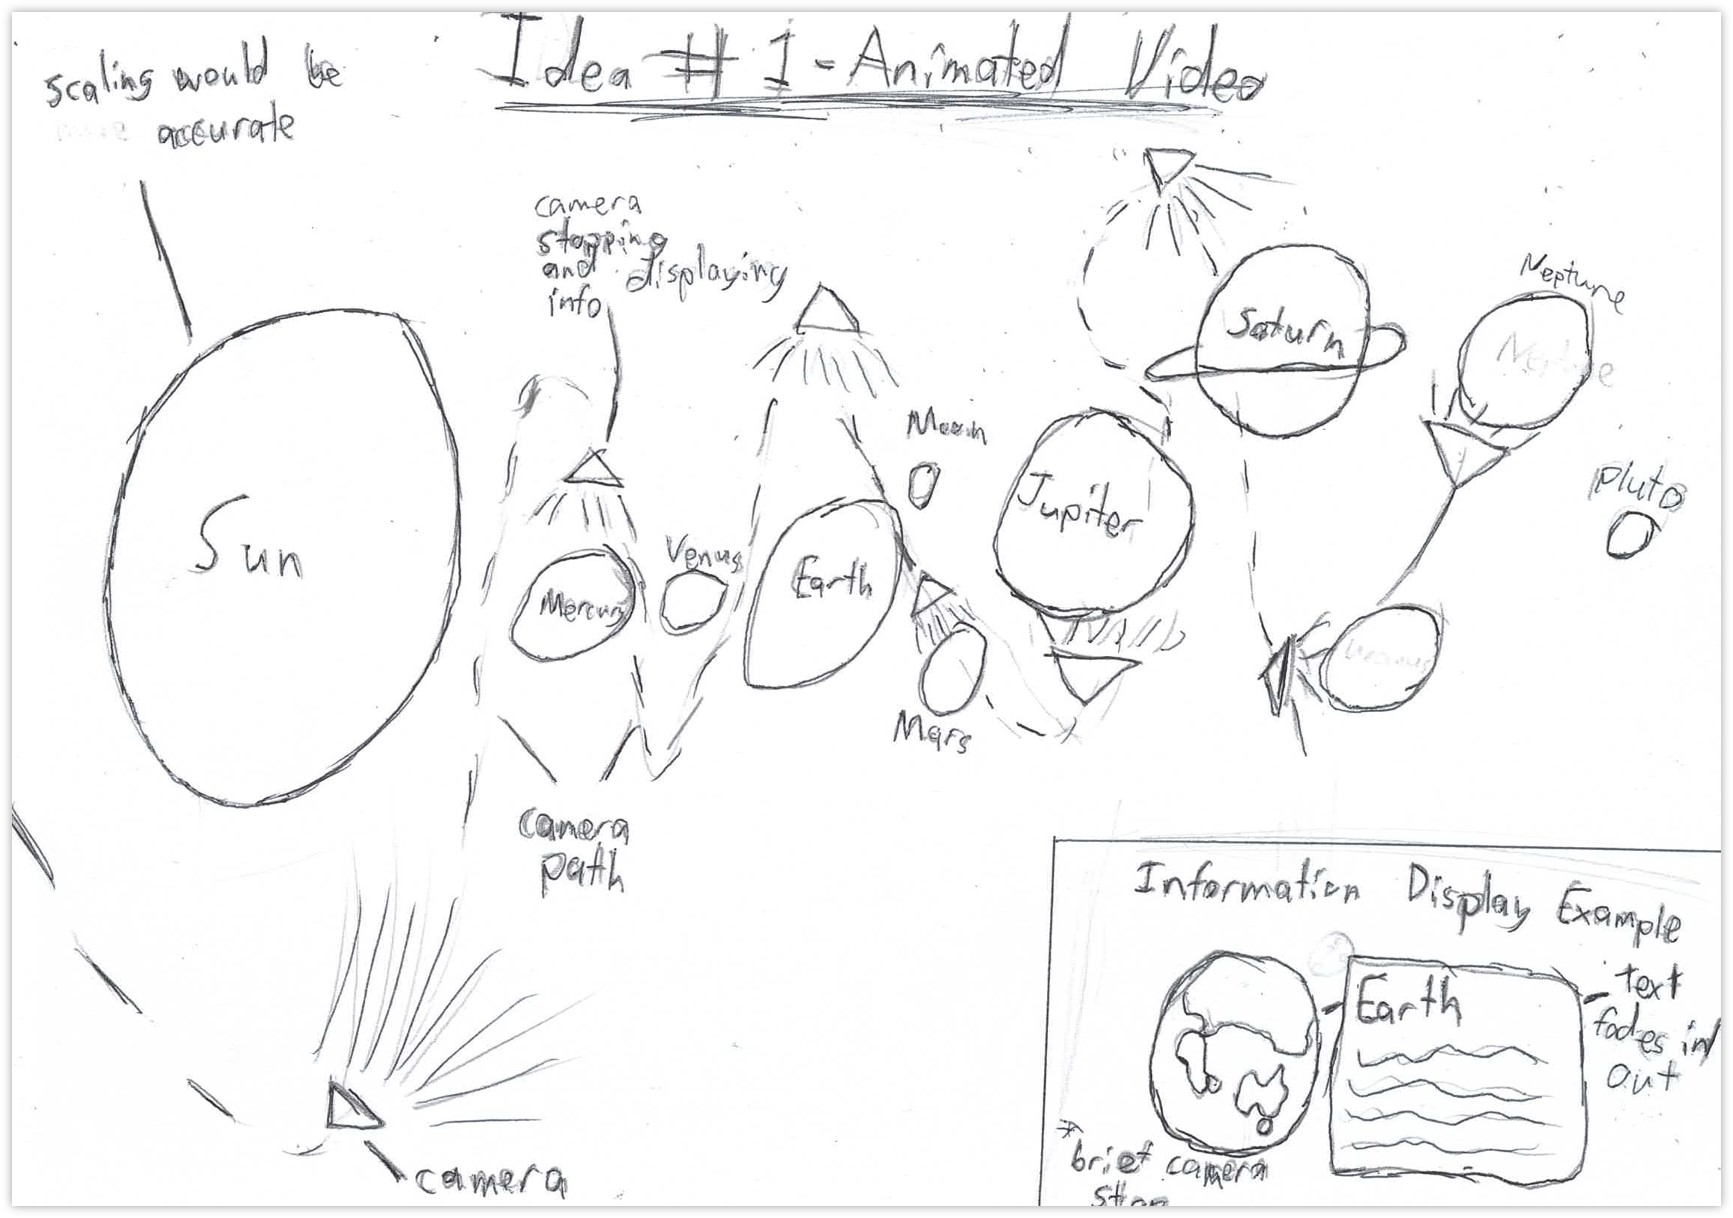 Idea # 1 - Animated Video
scaling would be
more accurate
camera
stopping
and displaying
info
Sun
Mercury
Venus
Earth
Moon
Mars
Jupiter
Saturn
Neptune
Neptune
Uranus
Pluto
camera
path
camera
Information Display Example
Earth
text
fades in/
out
* brief camera
stop